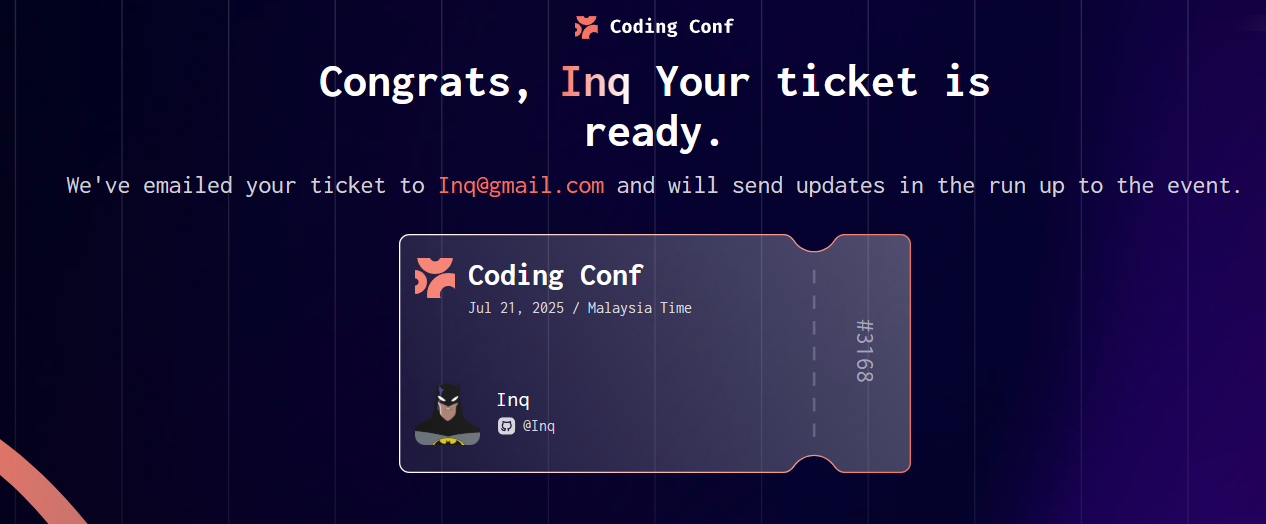 Coding Conf
Congrats, Inq Your ticket is
ready.
We've emailed your ticket to Inq@gmail.com and will send updates in the run up to the event.
Coding Conf
Jul 21, 2025 / Malaysia Time
#3168
Inq
@Inq